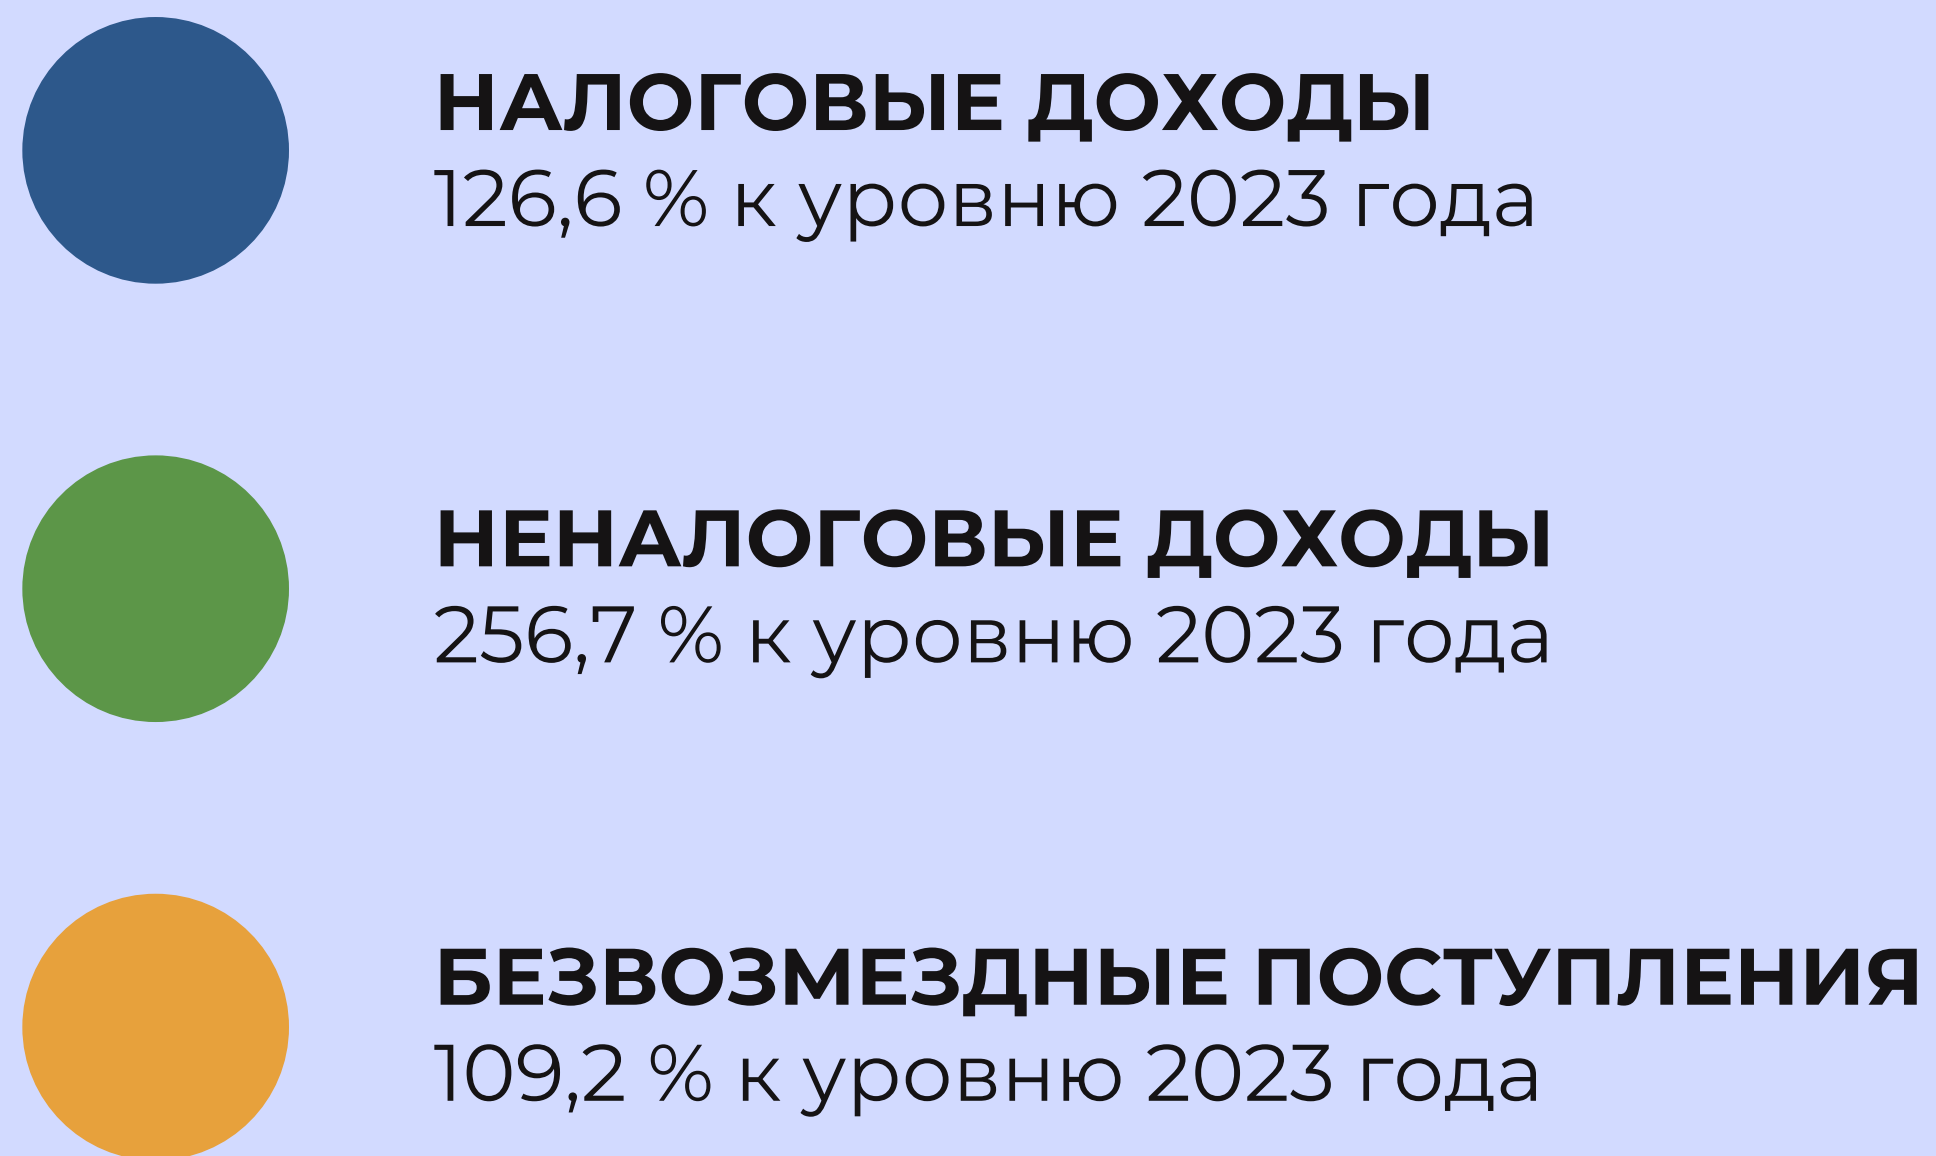 НАЛОГОВЫЕ ДОХОДЫ
126,6 % к уровню 2023 года
НЕНАЛОГОВЫЕ ДОХОДЫ
256,7 % к уровню 2023 года
БЕЗВОЗМЕЗДНЫЕ ПОСТУПЛЕНИЯ
109,2 % к уровню 2023 года